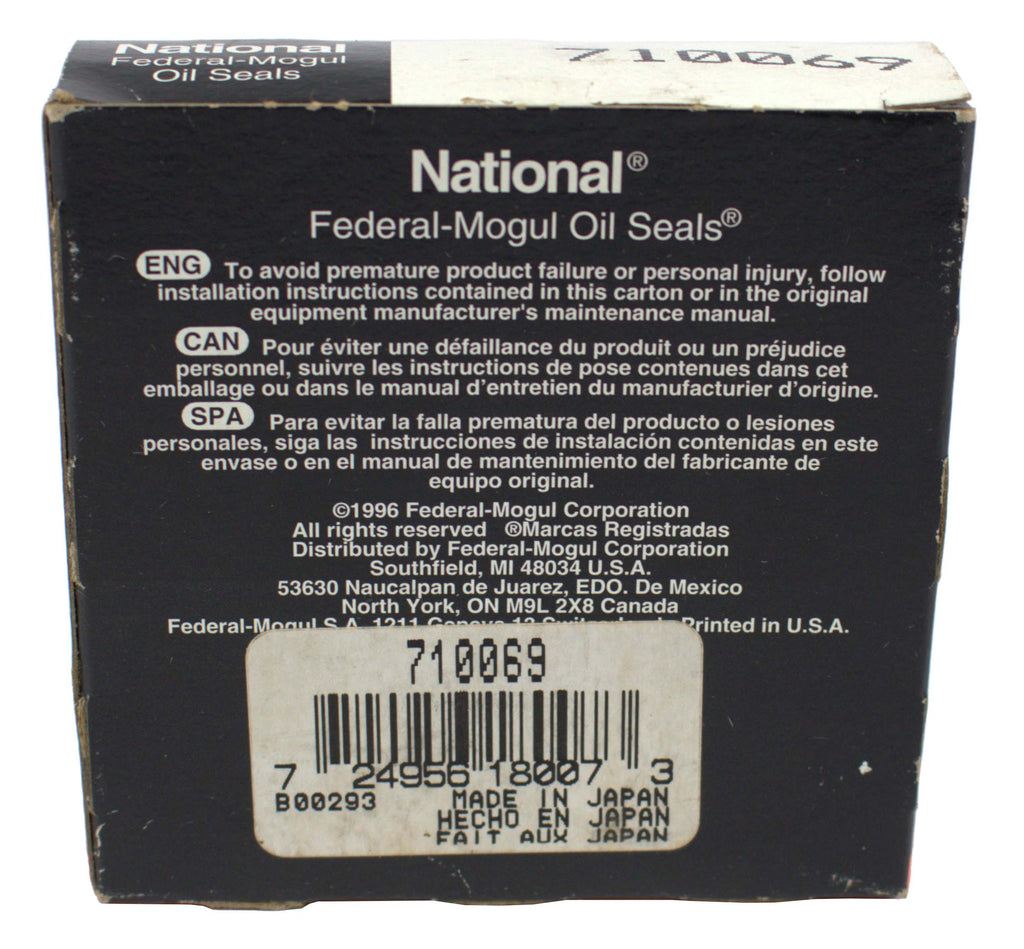 National
Federal-Mogul
Oil Seals
710069
National®
Federal-Mogul Oil Seals®
ENG To avoid premature product failure or personal injury, follow
installation instructions contained in this carton or in the original
equipment manufacturer's maintenance manual.
CAN Pour éviter une défaillance du produit ou un préjudice
personnel, suivre les instructions de pose contenues dans cet
emballage ou dans le manual d'entretien du manufacturier d'origine.
SPA Para evitar la falla prematura del producto o lesiones
personales, siga las instrucciones de instalación contenidas en este
envase o en el manual de mantenimiento del fabricante de
equipo original.
©1996 Federal-Mogul Corporation
All rights reserved ®Marcas Registradas
Distributed by Federal-Mogul Corporation
Southfield, MI 48034 U.S.A.
53630 Naucalpan de Juarez, EDO. De Mexico
North York, ON M9L 2X8 Canada
Federal-Mogul S.A. 1211 Geneva 13 Switzerland Printed in U.S.A.
710069
7 24956 18007 3
B00293 MADE IN JAPAN
HECHO EN JAPAN
FAIT AUX JAPAN